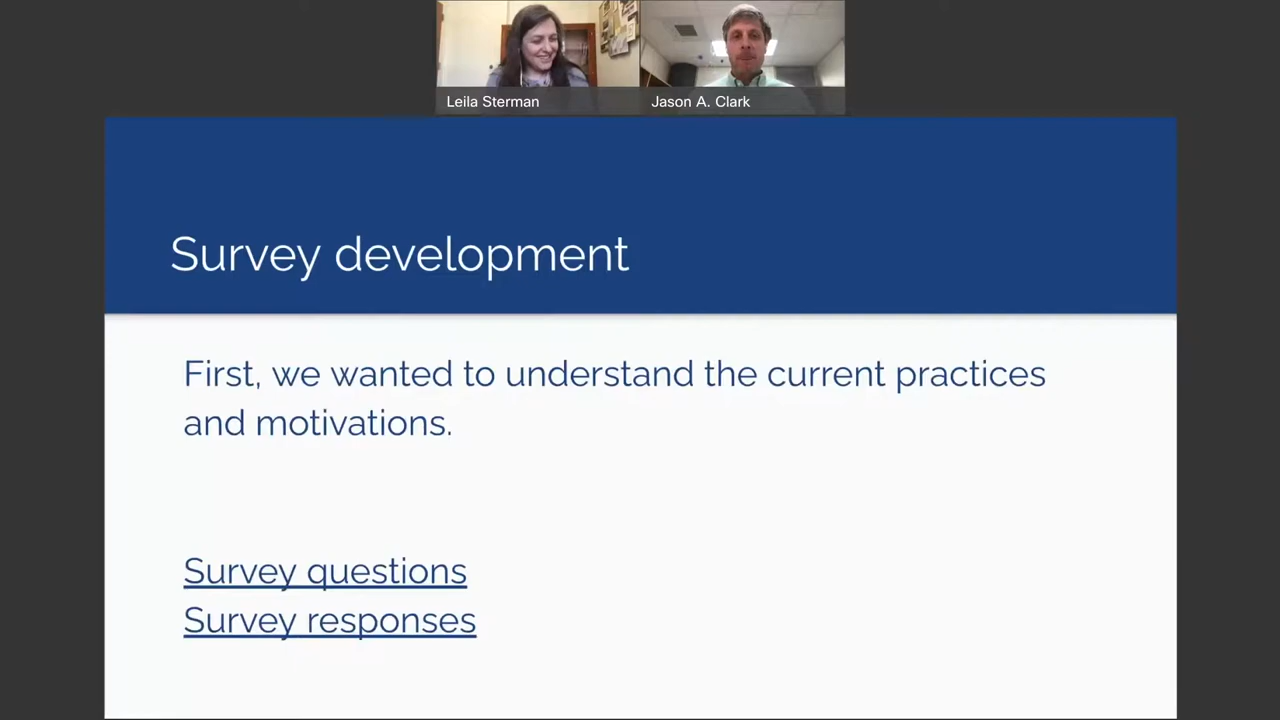 Leila Sterman
Jason A. Clark
Survey development
First, we wanted to understand the current practices
and motivations.
Survey questions
Survey responses